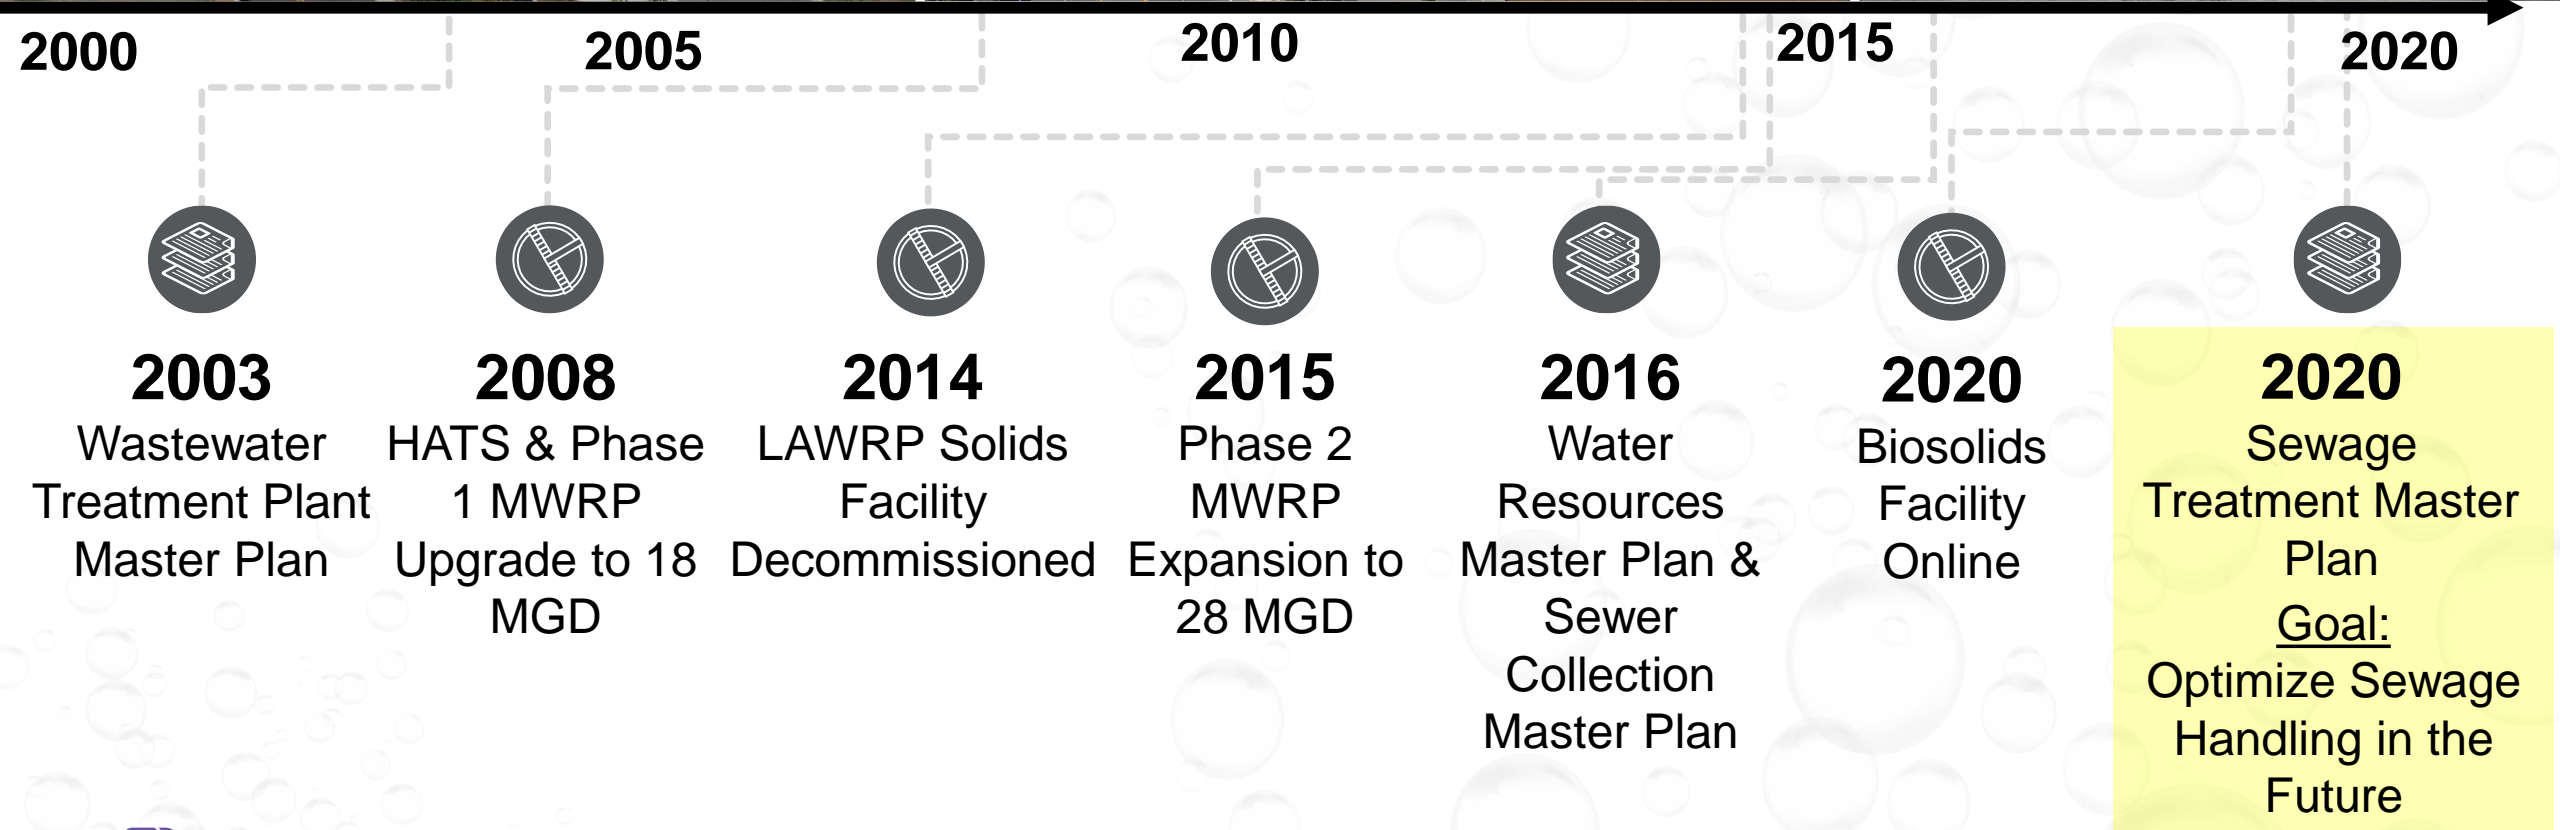 2000
2005
2010
2015
2020
2003
Wastewater
Treatment Plant
Master Plan
2008
HATS & Phase
1 MWRP
Upgrade to 18
MGD
2014
LAWRP Solids
Facility
Decommissioned
2015
Phase 2
MWRP
Expansion to
28 MGD
2016
Water
Resources
Master Plan &
Sewer
Collection
Master Plan
2020
Biosolids
Facility
Online
2020
Sewage
Treatment Master
Plan
Goal:
Optimize Sewage
Handling in the
Future